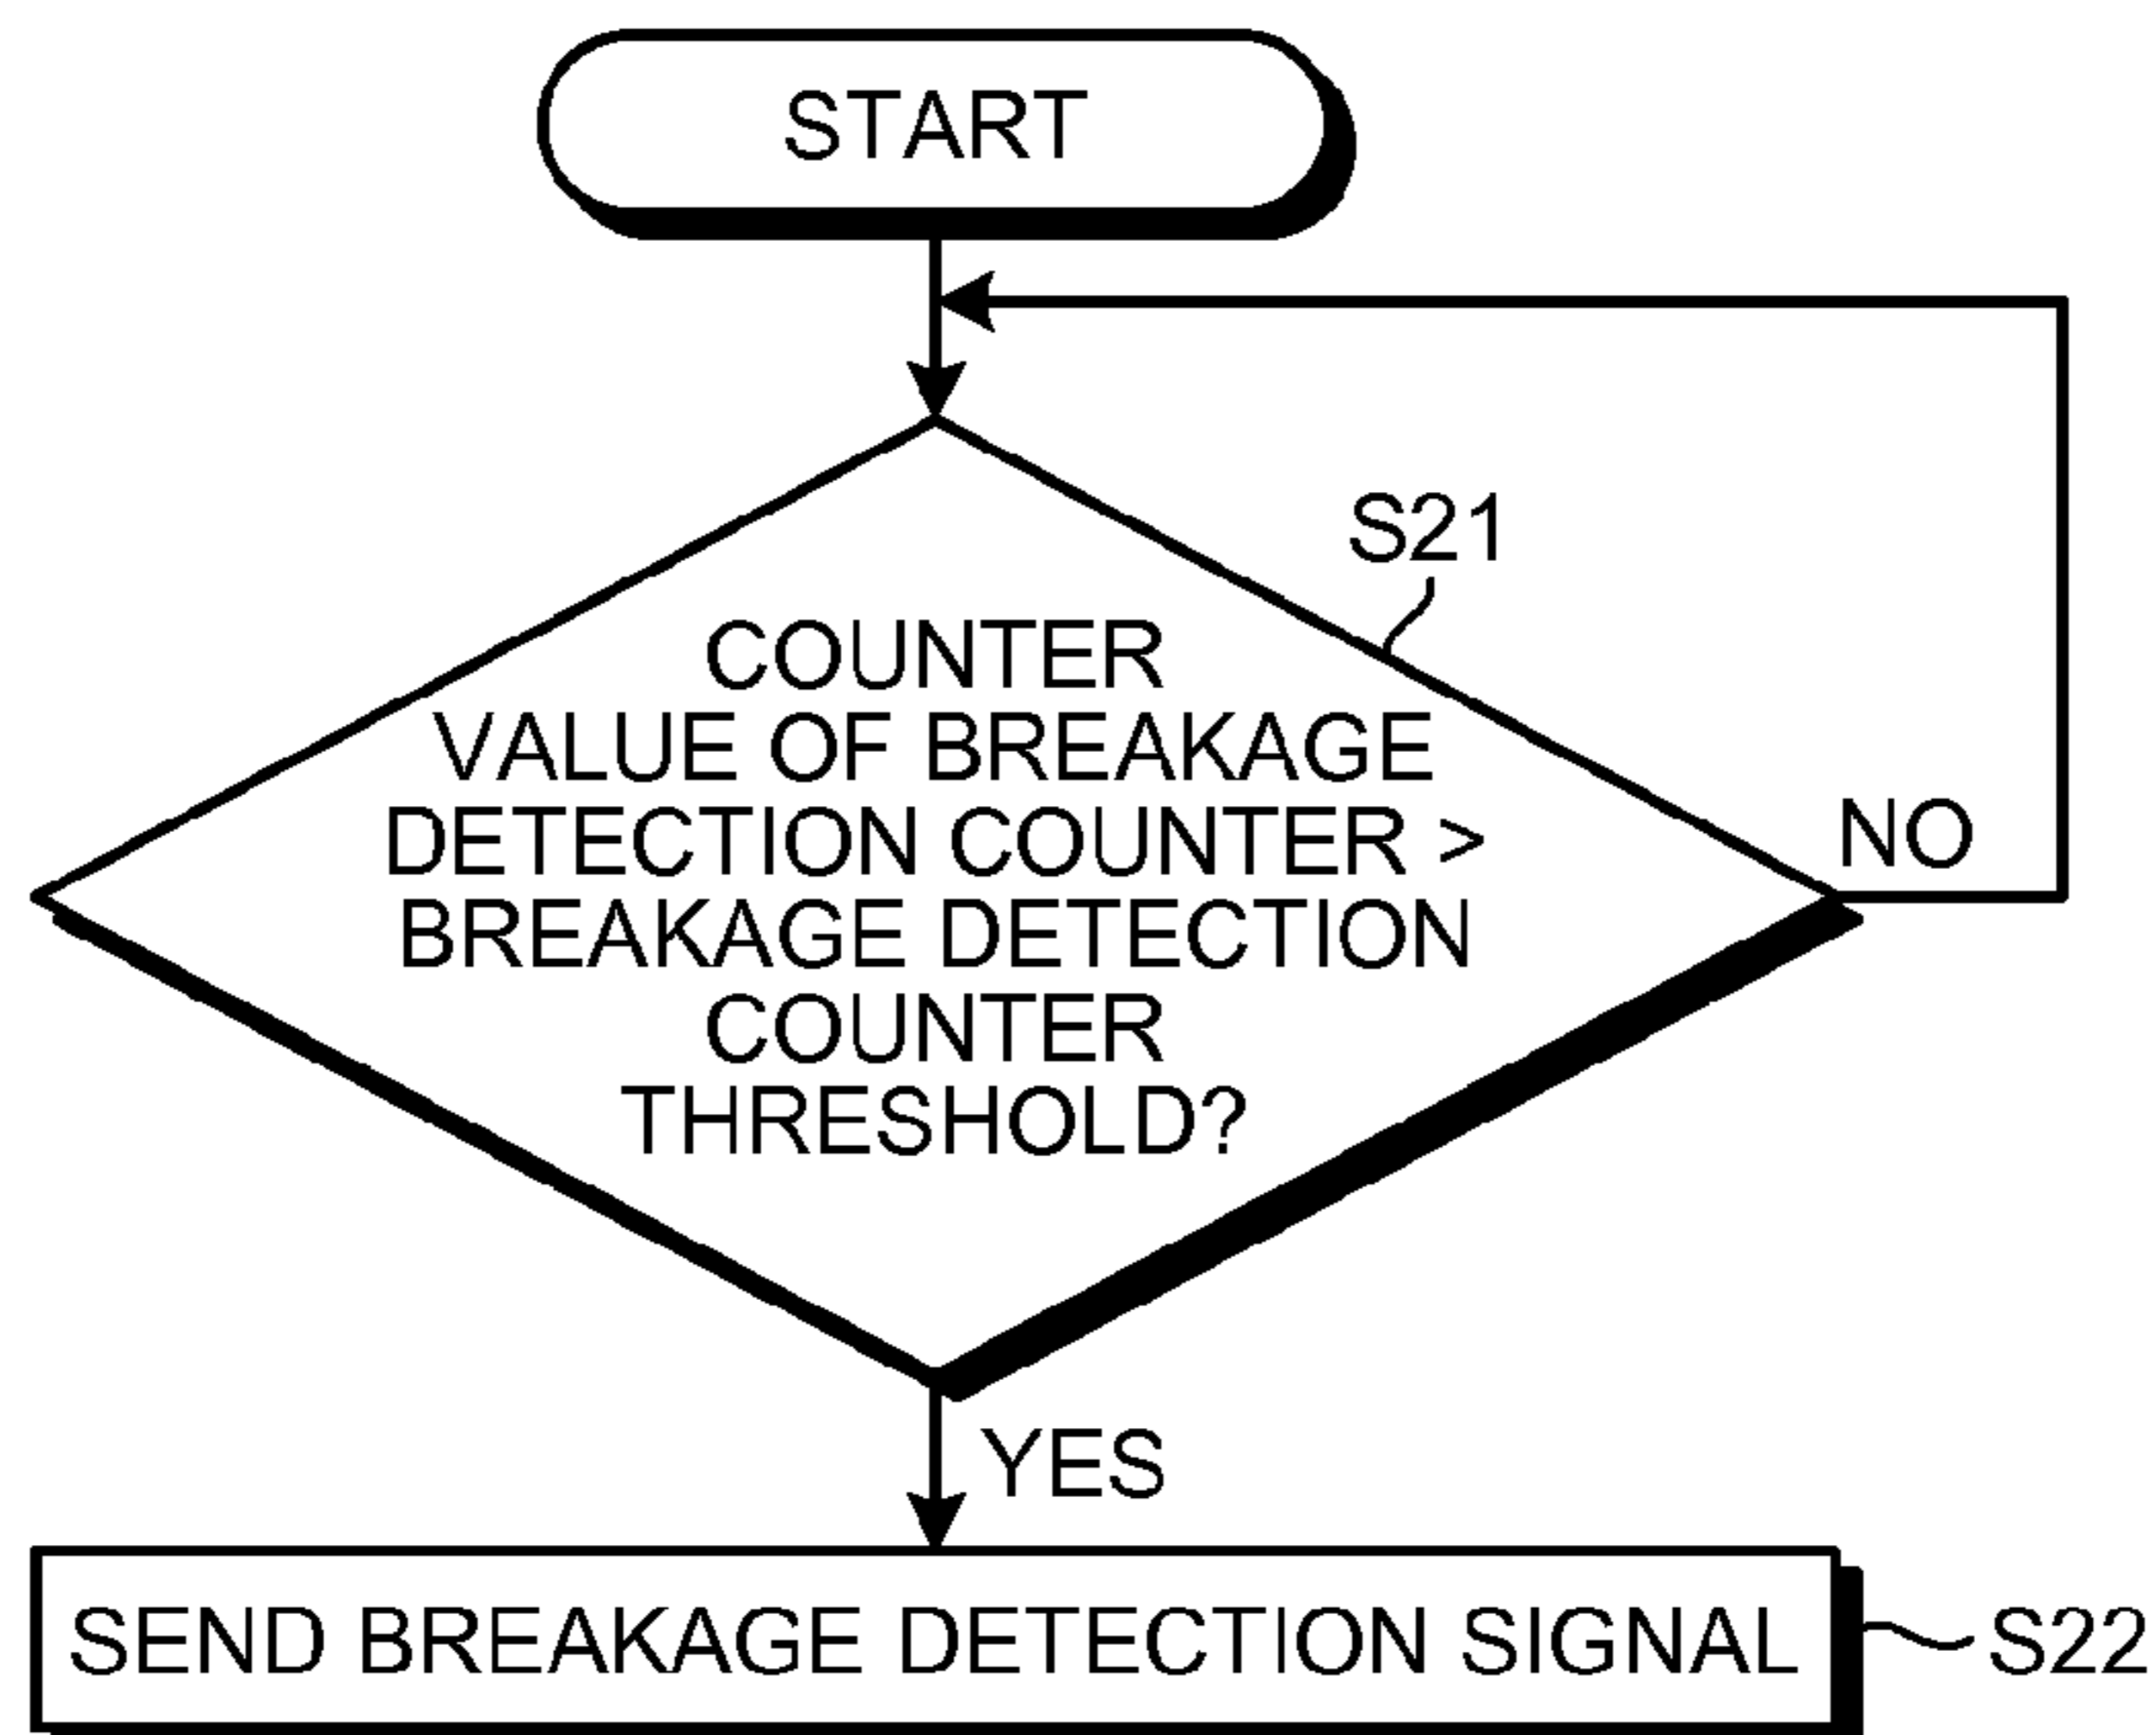 START
S21
COUNTER
VALUE OF BREAKAGE
DETECTION COUNTER >
BREAKAGE DETECTION
COUNTER
THRESHOLD?
NO
YES
SEND BREAKAGE DETECTION SIGNAL
S22